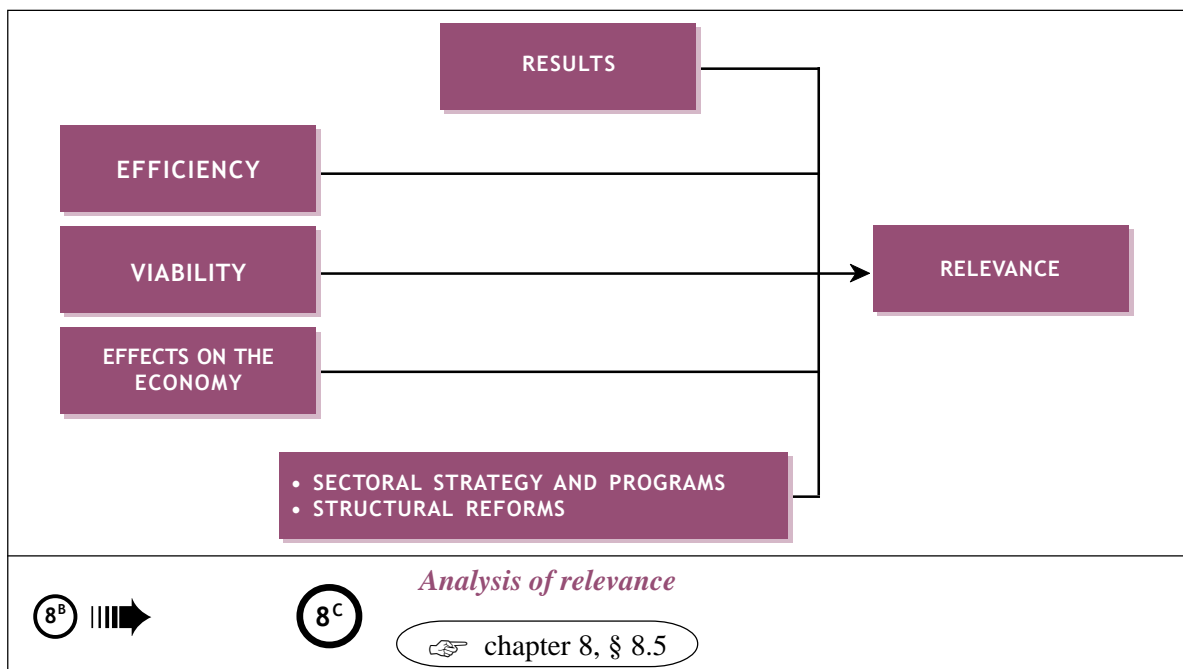 RESULTS
EFFICIENCY
VIABILITY
RELEVANCE
EFFECTS ON THE
ECONOMY
• SECTORAL STRATEGY AND PROGRAMS
• STRUCTURAL REFORMS
Analysis of relevance
8B
8C
☞ chapter 8, § 8.5